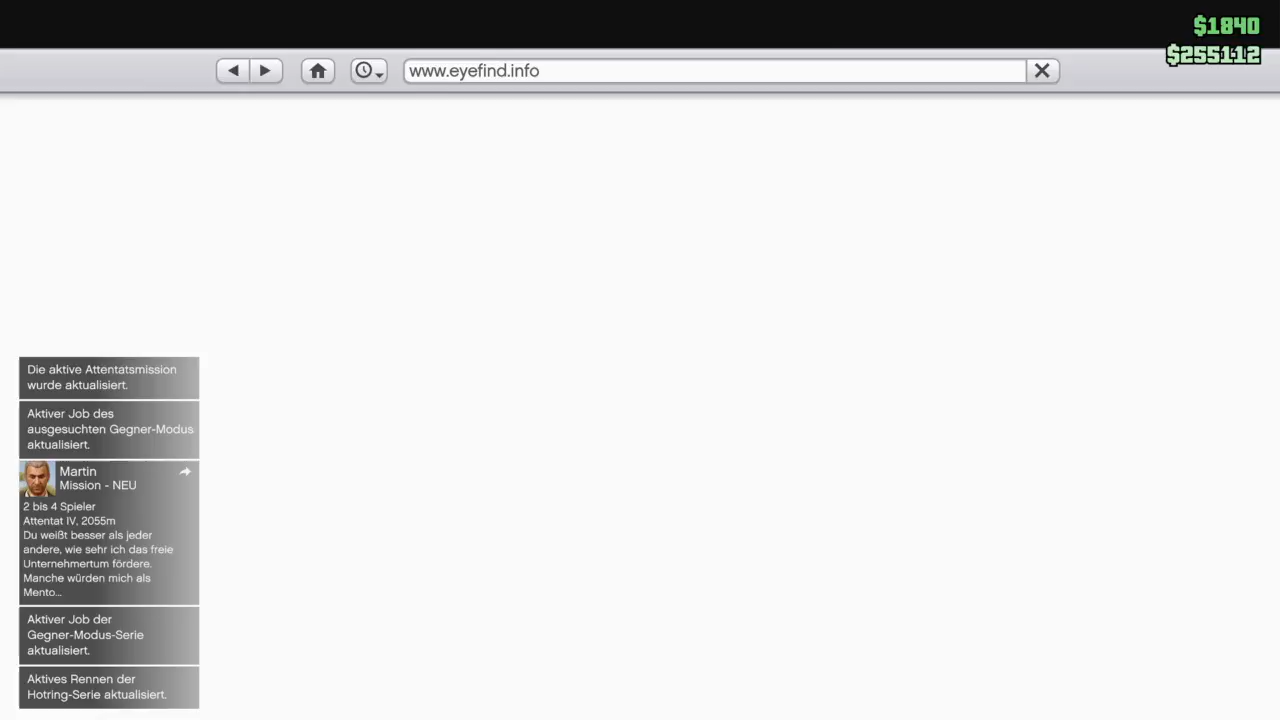 $1840
$255112
www.eyefind.info
Die aktive Attentatsmission
wurde aktualisiert.
Aktiver Job des
ausgesuchten Gegner-Modus
aktualisiert.
Martin
Mission - NEU
2 bis 4 Spieler
Attentat IV, 2055m
Du weißt besser als jeder
andere, wie sehr ich das freie
Unternehmertum fördere.
Manche würden mich als
Mento...
Aktiver Job der
Gegner-Modus-Serie
aktualisiert.
Aktives Rennen der
Hotring-Serie aktualisiert.